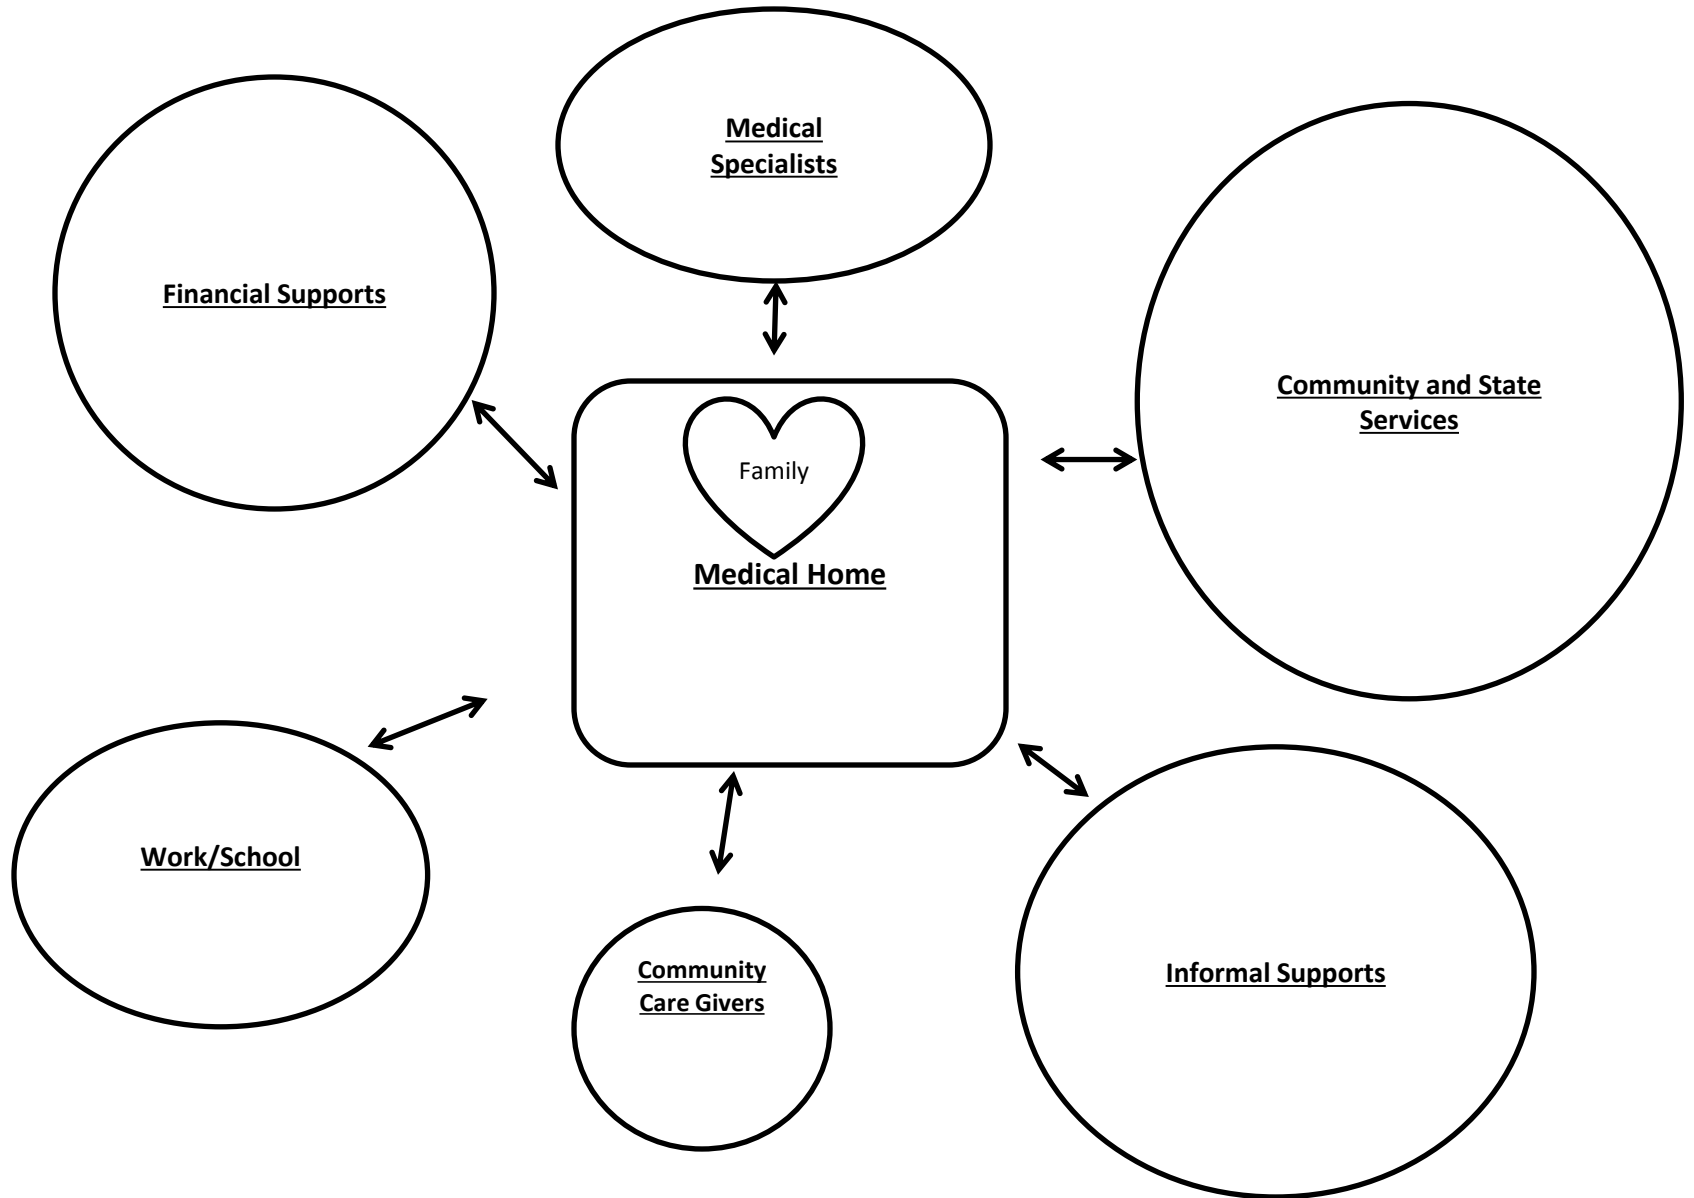 Medical
Specialists
Financial Supports
Community and State
Services
Family
Medical Home
Work/School
Community
Care Givers
Informal Supports